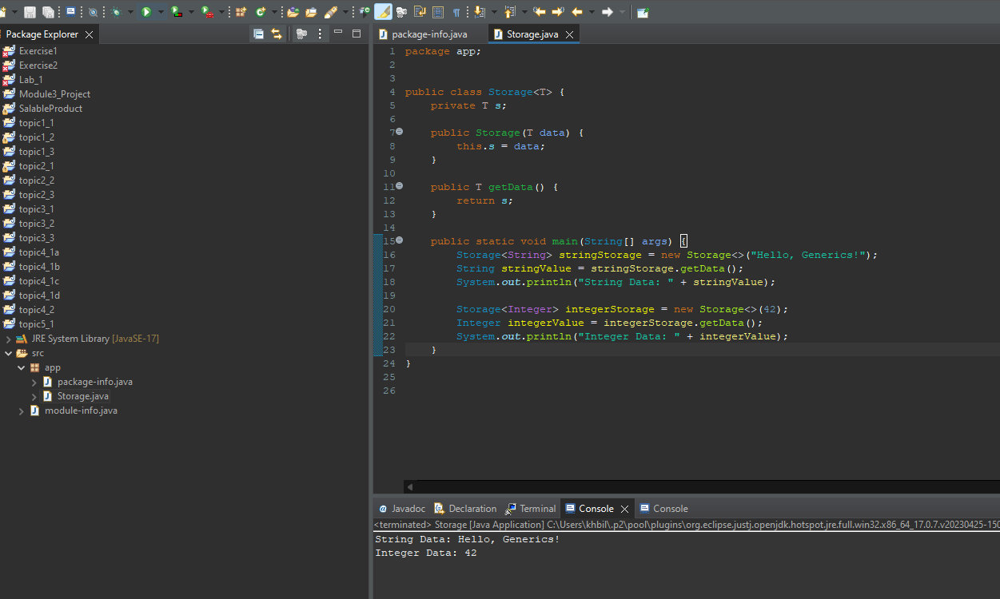 Package Explorer
Exercise1
Exercise2
Lab_1
Module3_Project
SalableProduct
topic1_1
topic1_2
topic1_3
topic2_1
topic2_2
topic2_3
topic3_1
topic3_2
topic3_3
topic4_1a
topic4_1b
topic4_1c
topic4_1d
topic4_2
topic5_1
JRE System Library [JavaSE-17]
src
app
package-info.java
Storage.java
module-info.java
package-info.java Storage.java
1 package app;
2
3
4 public class Storage<T> {
5 private T s;
6
7 public Storage(T data) {
8 this.s = data;
9 }
10
11 public T getData() {
12 return s;
13 }
14
15 public static void main(String[] args) {
16 Storage<String> stringStorage = new Storage<>("Hello, Generics!");
17 String stringValue = stringStorage.getData();
18 System.out.println("String Data: " + stringValue);
19
20 Storage<Integer> integerStorage = new Storage<>(42);
21 Integer integerValue = integerStorage.getData();
22 System.out.println("Integer Data: " + integerValue);
23 }
24 }
25
26
Javadoc Declaration Terminal Console Console
<terminated> Storage [Java Application] C:\Users\khbil\.p2\pool\plugins\org.eclipse.justj.openjdk.hotspot.jre.full.win32.x86_64_17.0.7.v20230425-150
String Data: Hello, Generics!
Integer Data: 42